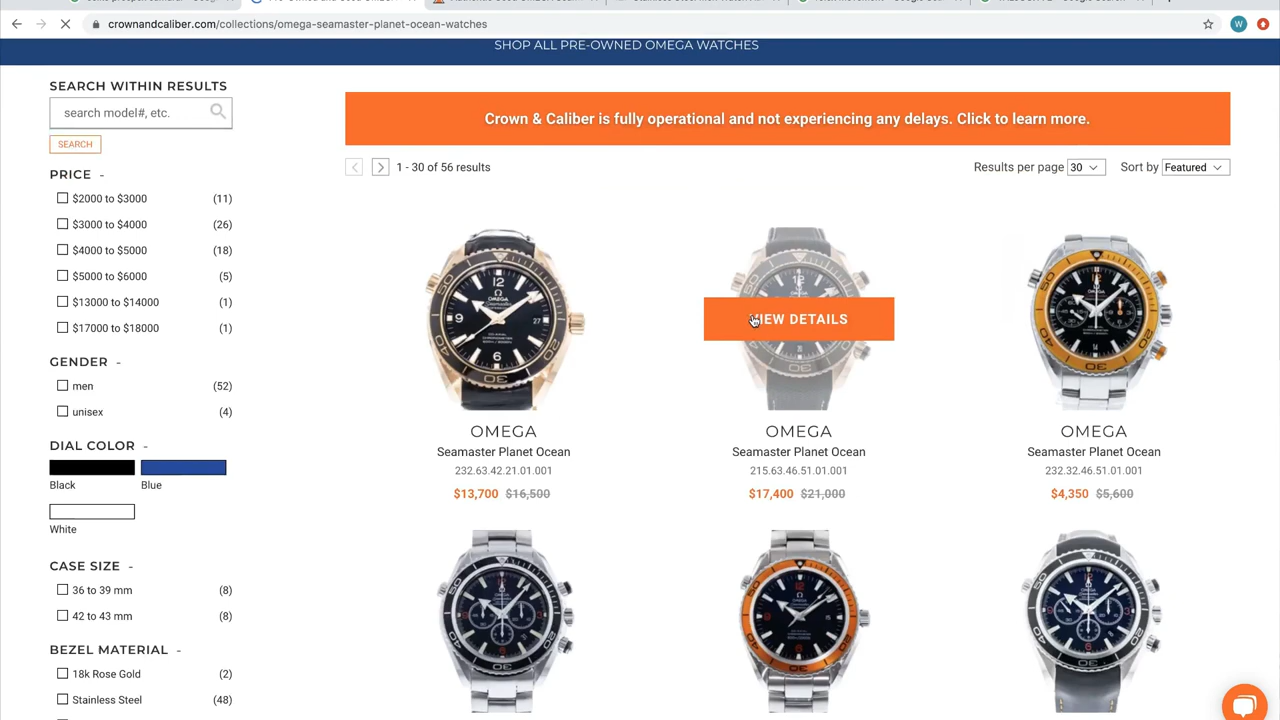 crownandcaliber.com/collections/omega-seamaster-planet-ocean-watches
W
SHOP ALL PRE-OWNED OMEGA WATCHES
SEARCH WITHIN RESULTS
search model#, etc.
SEARCH
PRICE -
$2000 to $3000 (11)
$3000 to $4000 (26)
$4000 to $5000 (18)
$5000 to $6000 (5)
$13000 to $14000 (1)
$17000 to $18000 (1)
GENDER -
men (52)
unisex (4)
DIAL COLOR -
Black Blue
White
CASE SIZE -
36 to 39 mm (8)
42 to 43 mm (8)
BEZEL MATERIAL -
18k Rose Gold (2)
Stainless Steel (48)
Crown & Caliber is fully operational and not experiencing any delays. Click to learn more.
1 - 30 of 56 results
Results per page 30 Sort by Featured
VIEW DETAILS
OMEGA
Seamaster Planet Ocean
232.63.42.21.01.001
$13,700 $16,500
OMEGA
Seamaster Planet Ocean
215.63.46.51.01.001
$17,400 $21,000
OMEGA
Seamaster Planet Ocean
232.32.46.51.01.001
$4,350 $5,600